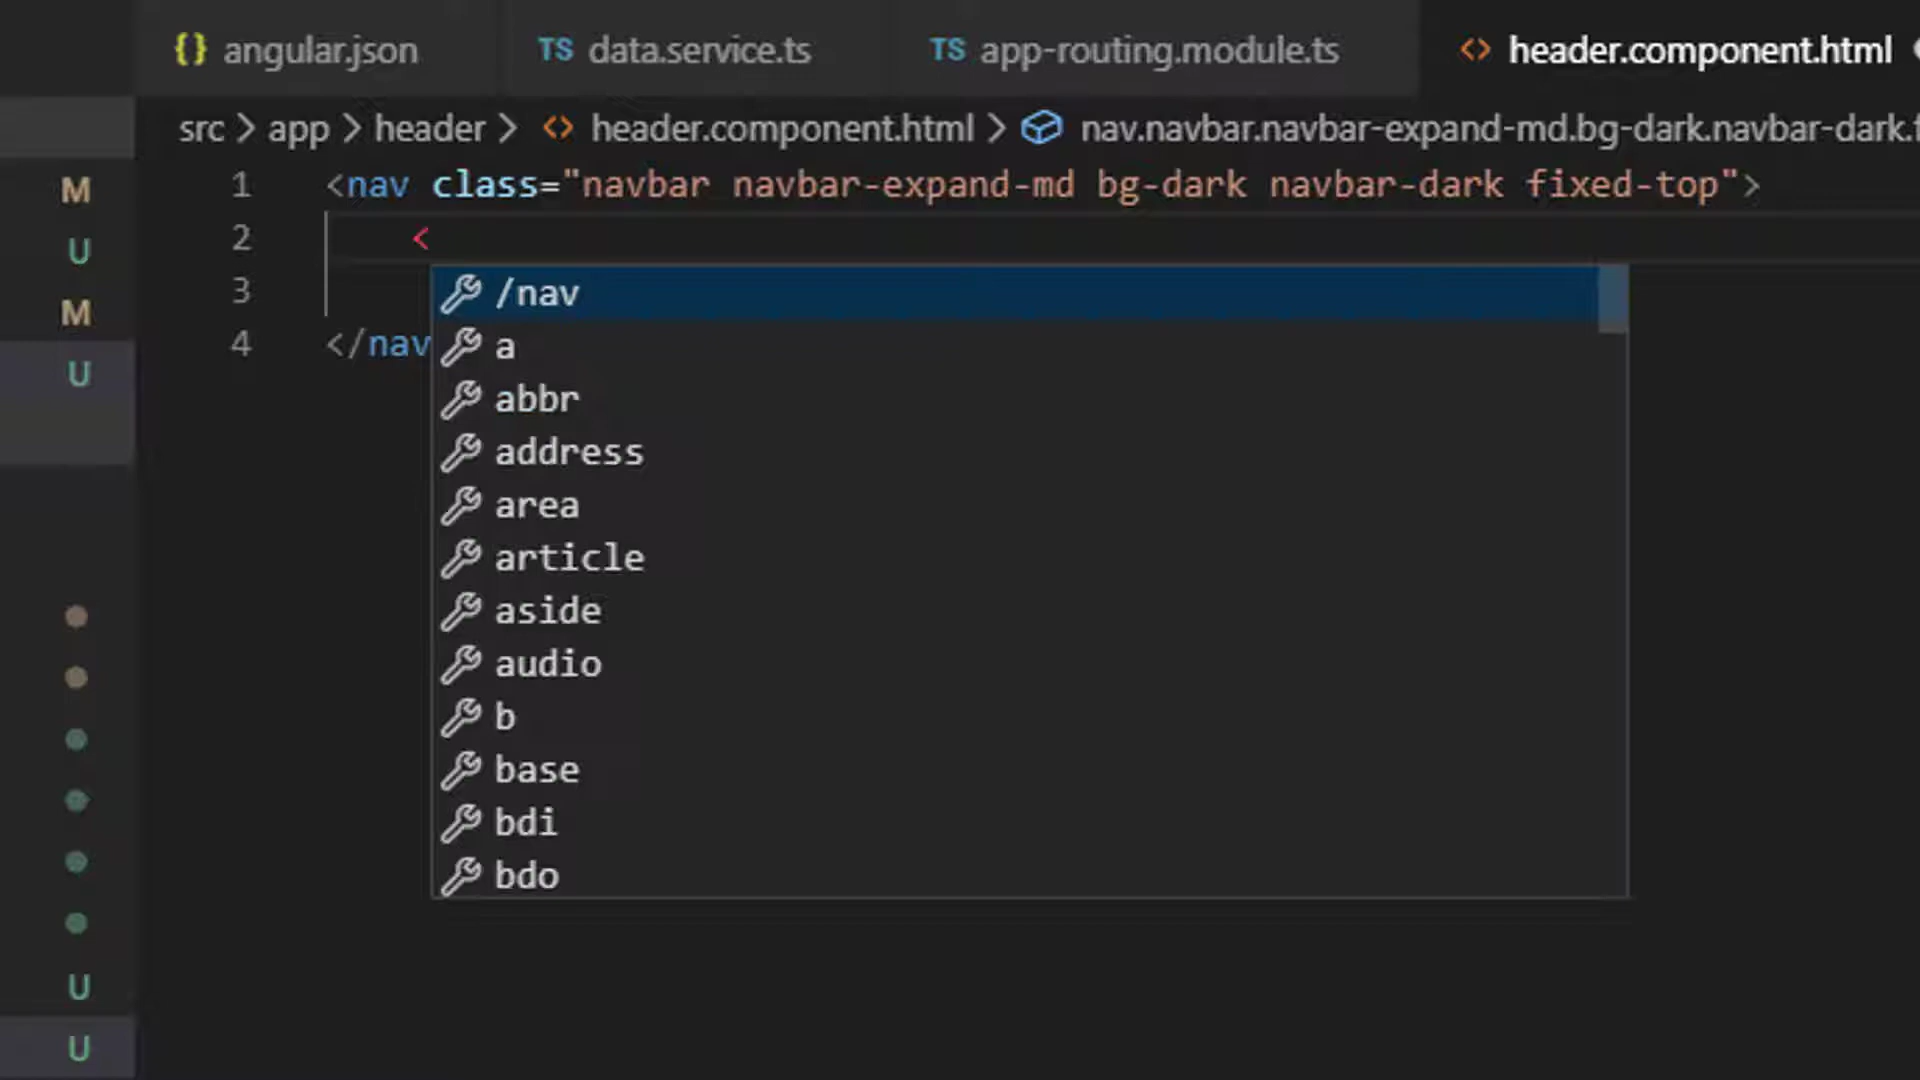 {} angular.json TS data.service.ts TS app-routing.module.ts <> header.component.html
src > app > header > <> header.component.html > nav.navbar.navbar-expand-md.bg-dark.navbar-dark.f
M 1 <nav class="navbar navbar-expand-md bg-dark navbar-dark fixed-top">
U 2 <
/nav
M 3
a
U 4 </nav
abbr
address
area
article
aside
audio
b
base
bdi
bdo
U
U